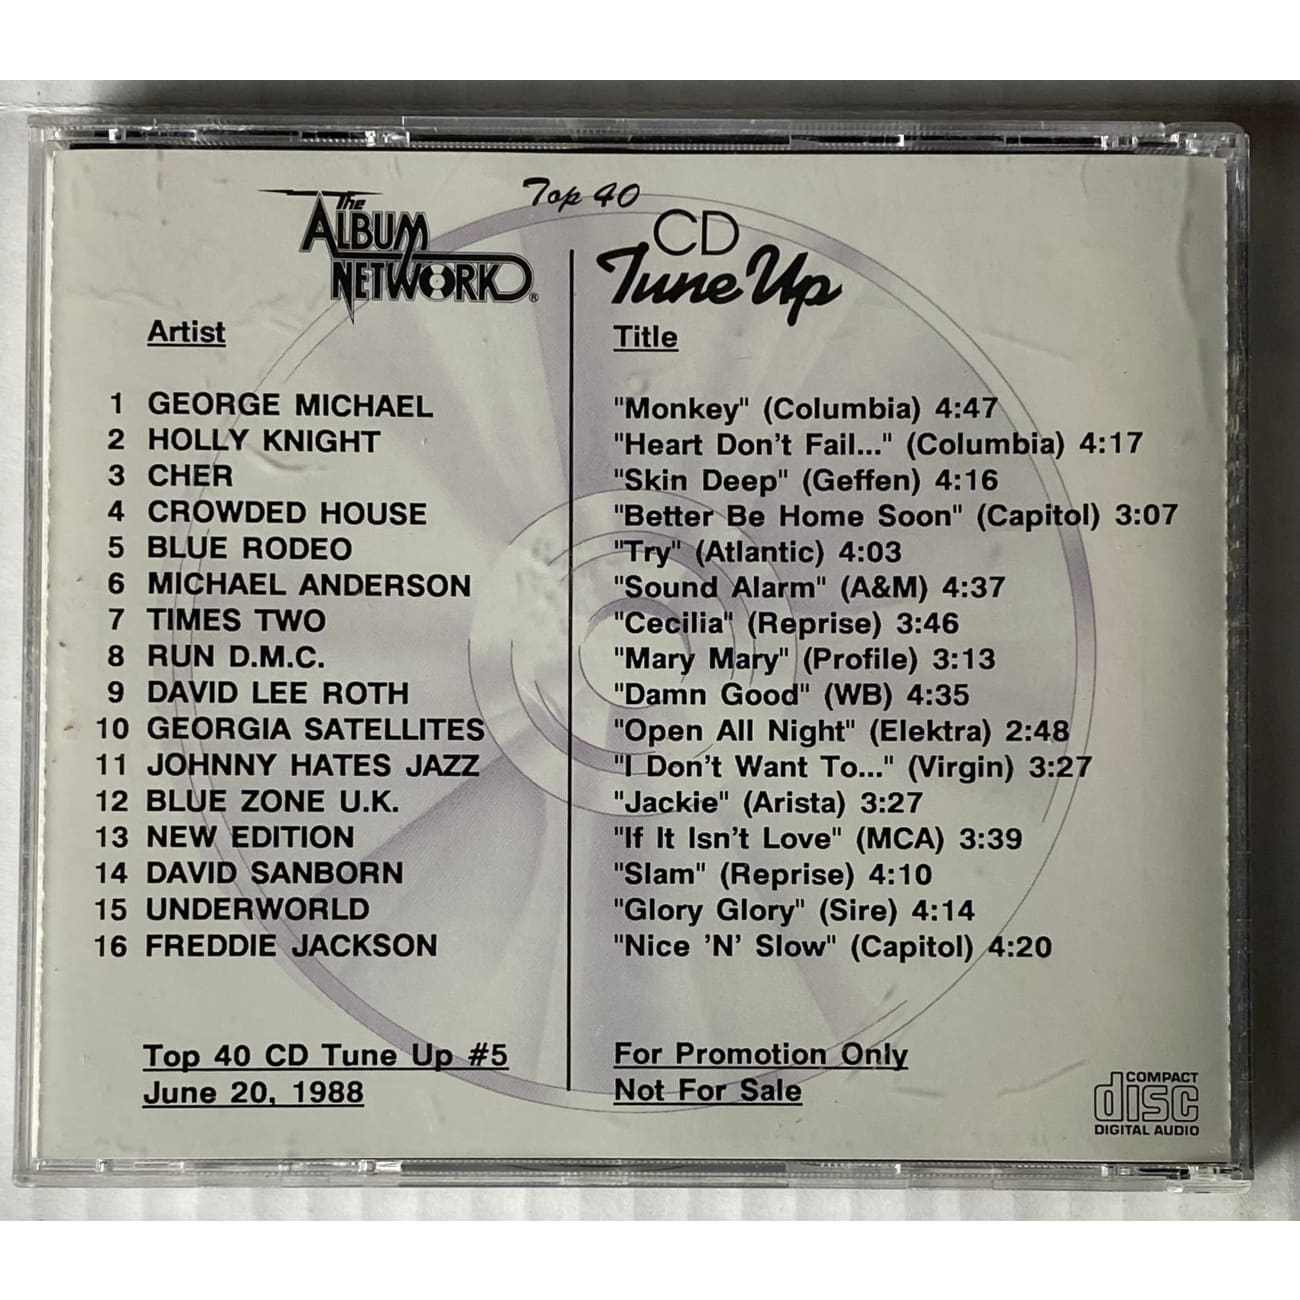 The
ALBUM
NETWORK®
Top 40
CD
Tune Up
Artist Title
1 GEORGE MICHAEL "Monkey" (Columbia) 4:47
2 HOLLY KNIGHT "Heart Don't Fail..." (Columbia) 4:17
3 CHER "Skin Deep" (Geffen) 4:16
4 CROWDED HOUSE "Better Be Home Soon" (Capitol) 3:07
5 BLUE RODEO "Try" (Atlantic) 4:03
6 MICHAEL ANDERSON "Sound Alarm" (A&M) 4:37
7 TIMES TWO "Cecilia" (Reprise) 3:46
8 RUN D.M.C. "Mary Mary" (Profile) 3:13
9 DAVID LEE ROTH "Damn Good" (WB) 4:35
10 GEORGIA SATELLITES "Open All Night" (Elektra) 2:48
11 JOHNNY HATES JAZZ "I Don't Want To..." (Virgin) 3:27
12 BLUE ZONE U.K. "Jackie" (Arista) 3:27
13 NEW EDITION "If It Isn't Love" (MCA) 3:39
14 DAVID SANBORN "Slam" (Reprise) 4:10
15 UNDERWORLD "Glory Glory" (Sire) 4:14
16 FREDDIE JACKSON "Nice 'N' Slow" (Capitol) 4:20
Top 40 CD Tune Up #5 For Promotion Only
June 20, 1988 Not For Sale
COMPACT
disc
DIGITAL AUDIO